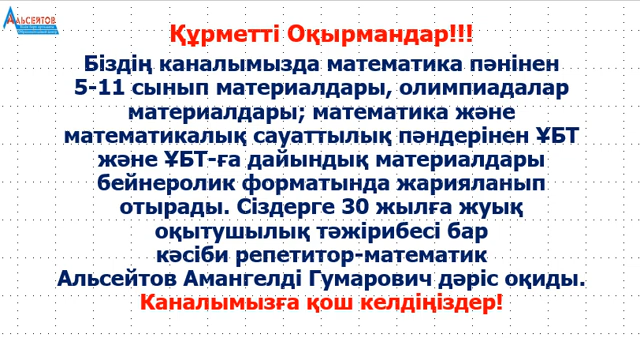 АЛЬСЕЙТОВ
Құрметті Оқырмандар!!!
Біздің каналымызда математика пәнінен
5-11 сынып материалдары, олимпиадалар
материалдары; математика және
математикалық сауаттылық пәндерінен ҰБТ
және ҰБТ-ға дайындық материалдары
бейнеролик форматында жарияланып
отырады. Сіздерге 30 жылға жуық
оқытушылық тәжірибесі бар
кәсіби репетитор-математик
Альсейтов Амангелді Гумарович дәріс оқиды.
Каналымызға қош келдіңіздер!